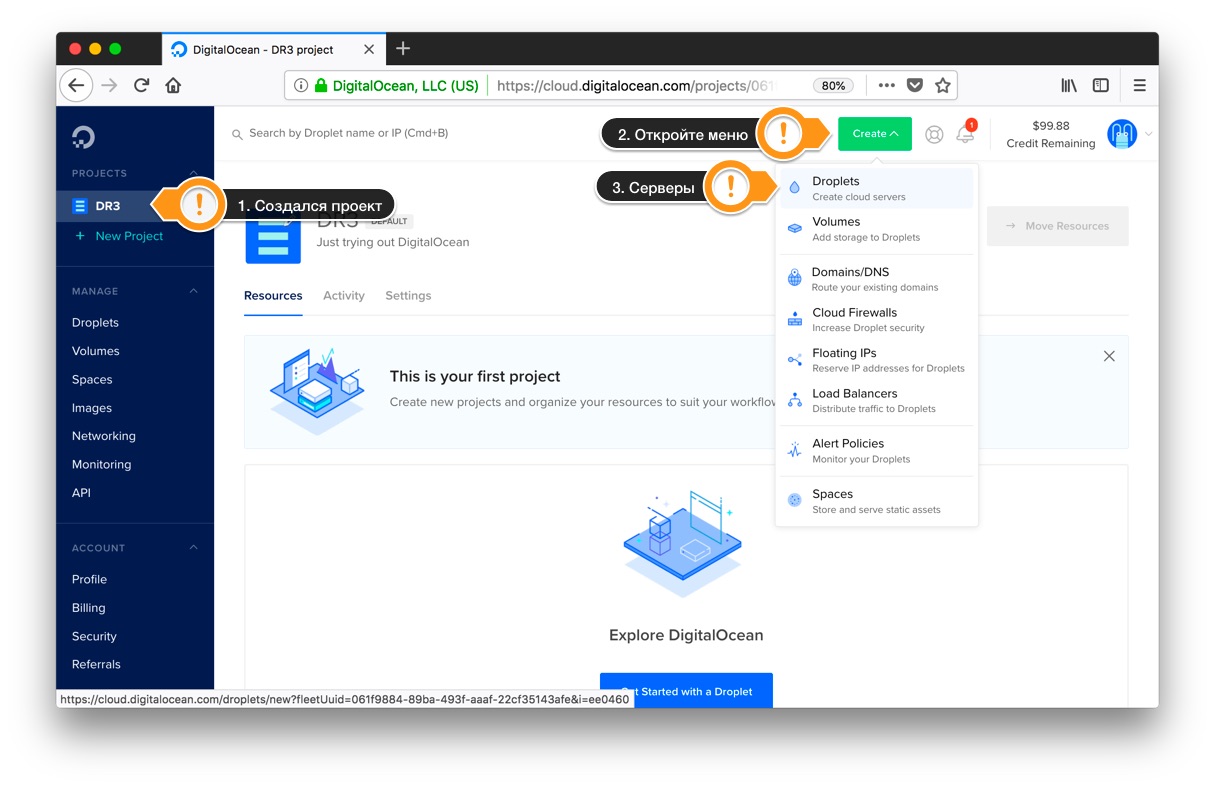 DigitalOcean - DR3 project
DigitalOcean, LLC (US)
https://cloud.digitalocean.com/projects/061
80%
Search by Droplet name or IP (Cmd+B)
2. Откройте меню
!
Create
1
$99.88
Credit Remaining
PROJECTS
DR3
!
1. Создался проект
+ New Project
3. Серверы
!
DR3
DEFAULT
Just trying out DigitalOcean
Move Resources
Resources
Activity
Settings
Droplets
Create cloud servers
Volumes
Add storage to Droplets
Domains/DNS
Route your existing domains
Cloud Firewalls
Increase Droplet security
Floating IPs
Reserve IP addresses for Droplets
Load Balancers
Distribute traffic to Droplets
Alert Policies
Monitor your Droplets
Spaces
Store and serve static assets
This is your first project
Create new projects and organize your resources to suit your workflow
MANAGE
Droplets
Volumes
Spaces
Images
Networking
Monitoring
API
ACCOUNT
Profile
Billing
Security
Referrals
Explore DigitalOcean
Started with a Droplet
https://cloud.digitalocean.com/droplets/new?fleetUuid=061f9884-89ba-493f-aaaf-22cf35143afe&i=ee0460